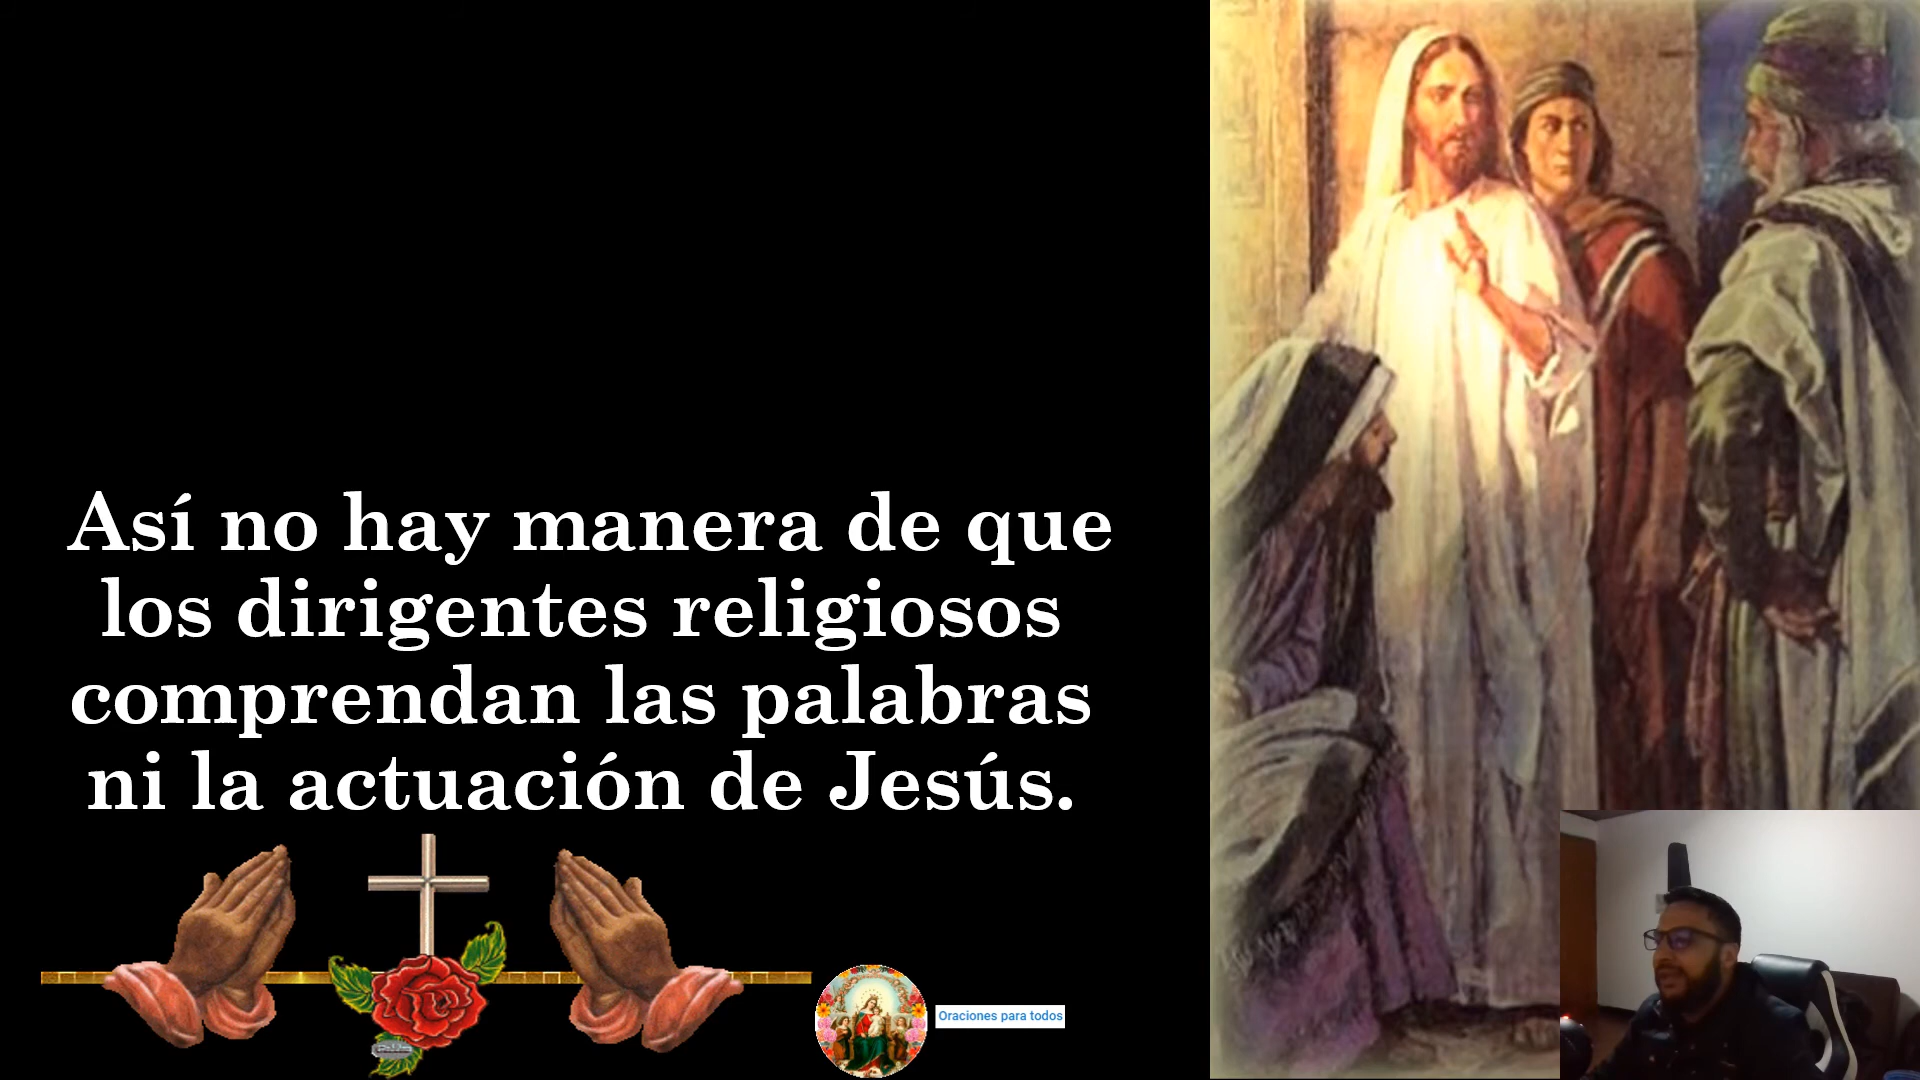 Así no hay manera de que
los dirigentes religiosos
comprendan las palabras
ni la actuación de Jesús.
Oraciones para todos